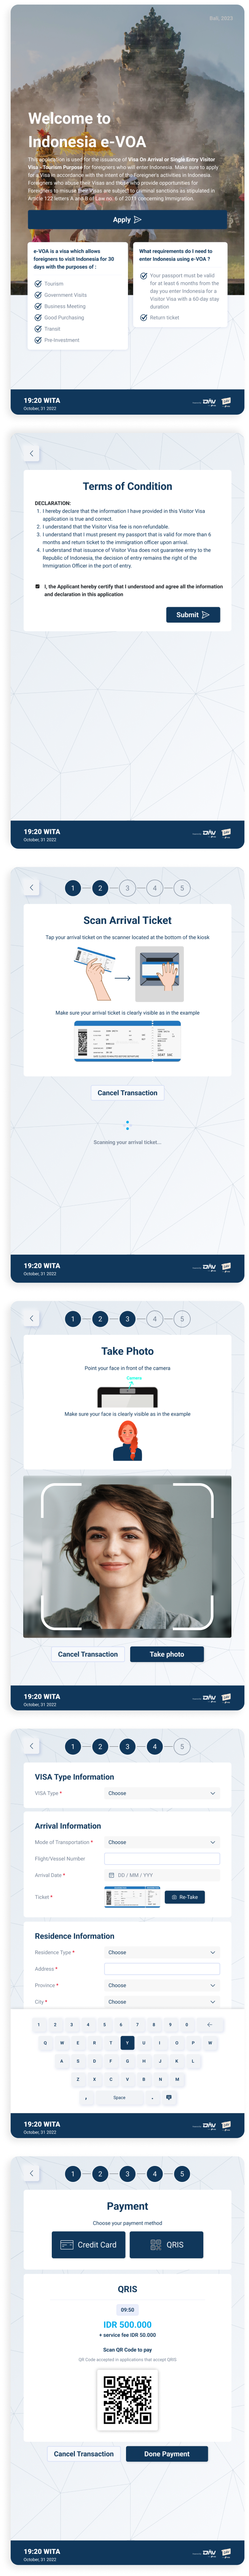 Bali, 2023
Welcome to
Indonesia e-VOA
This application is used for the issuance of Visa On Arrival or Single Entry Visitor
Visa - Tourism Purpose for foreigners who will enter Indonesia. Make sure to apply
for a Visa in accordance with the intent of the Foreigner's activities in Indonesia.
Foreigners who abuse their Visas and those who provide opportunities for
Foreigners to misuse their Visas are subject to criminal sanctions as stipulated in
Article 122 letters A and B of Law no. 6 of 2011 concerning Immigration.
Apply
e-VOA is a visa which allows
foreigners to visit Indonesia for 30
days with the purposes of :
Tourism
Government Visits
Business Meeting
Good Purchasing
Transit
Pre-Investment
What requirements do I need to
enter Indonesia using e-VOA ?
Your passport must be valid
for at least 6 months from the
day you enter Indonesia for a
Visitor Visa with a 60-day stay
duration
Return ticket
19:20 WITA
October, 31 2022
Terms of Condition
DECLARATION:
1. I hereby declare that the information I have provided in this Visitor Visa
application is true and correct.
2. I understand that the Visitor Visa fee is non-refundable.
3. I understand that I must present my passport that is valid for more than 6
months and return ticket to the immigration officer upon arrival.
4. I understand that issuance of Visitor Visa does not guarantee entry to the
Republic of Indonesia, the decision of entry remains the right of the
Immigration Officer in the port of entry.
I, the Applicant hereby certify that I understood and agree all the information
and declaration in this application
Submit
19:20 WITA
October, 31 2022
1 2 3 4 5
Scan Arrival Ticket
Tap your arrival ticket on the scanner located at the bottom of the kiosk
Make sure your arrival ticket is clearly visible as in the example
Cancel Transaction
Scanning your arrival ticket...
19:20 WITA
October, 31 2022
1 2 3 4 5
Take Photo
Point your face in front of the camera
Camera
Make sure your face is clearly visible as in the example
Cancel Transaction
Take photo
19:20 WITA
October, 31 2022
1 2 3 4 5
VISA Type Information
VISA Type * Choose
Arrival Information
Mode of Transportation * Choose
Flight/Vessel Number
Arrival Date * DD / MM / YYY
Ticket * Re-Take
Residence Information
Residence Type * Choose
Address *
Province * Choose
City * Choose
1 2 3 4 5 6 7 8 9 0
Q W E R T Y U I O P W
A S D F G H J K L
Z X C V B N M
Space
19:20 WITA
October, 31 2022
1 2 3 4 5
Payment
Choose your payment method
Credit Card
QRIS
QRIS
09:50
IDR 500.000
+ service fee IDR 50.000
Scan QR Code to pay
QR Code accepted in applications that accept QRIS
Cancel Transaction
Done Payment
19:20 WITA
October, 31 2022